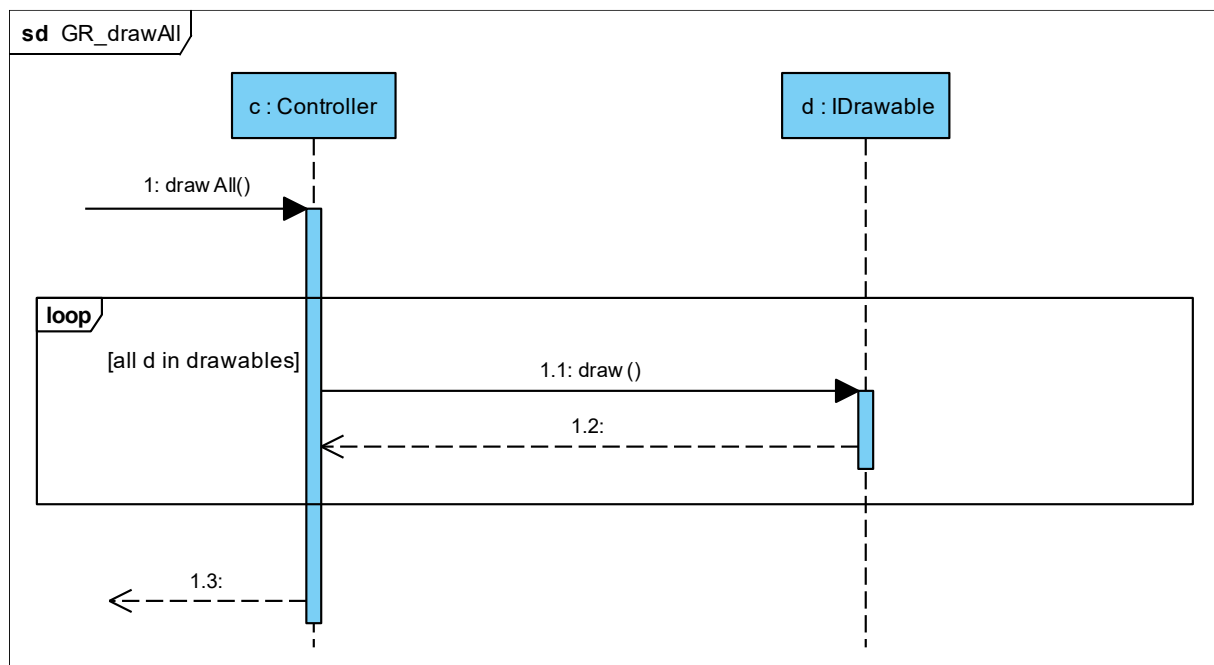 sd GR_drawAll
c : Controller
d : IDrawable
1: draw All()
loop
[all d in drawables]
1.1: draw ()
1.2:
1.3: